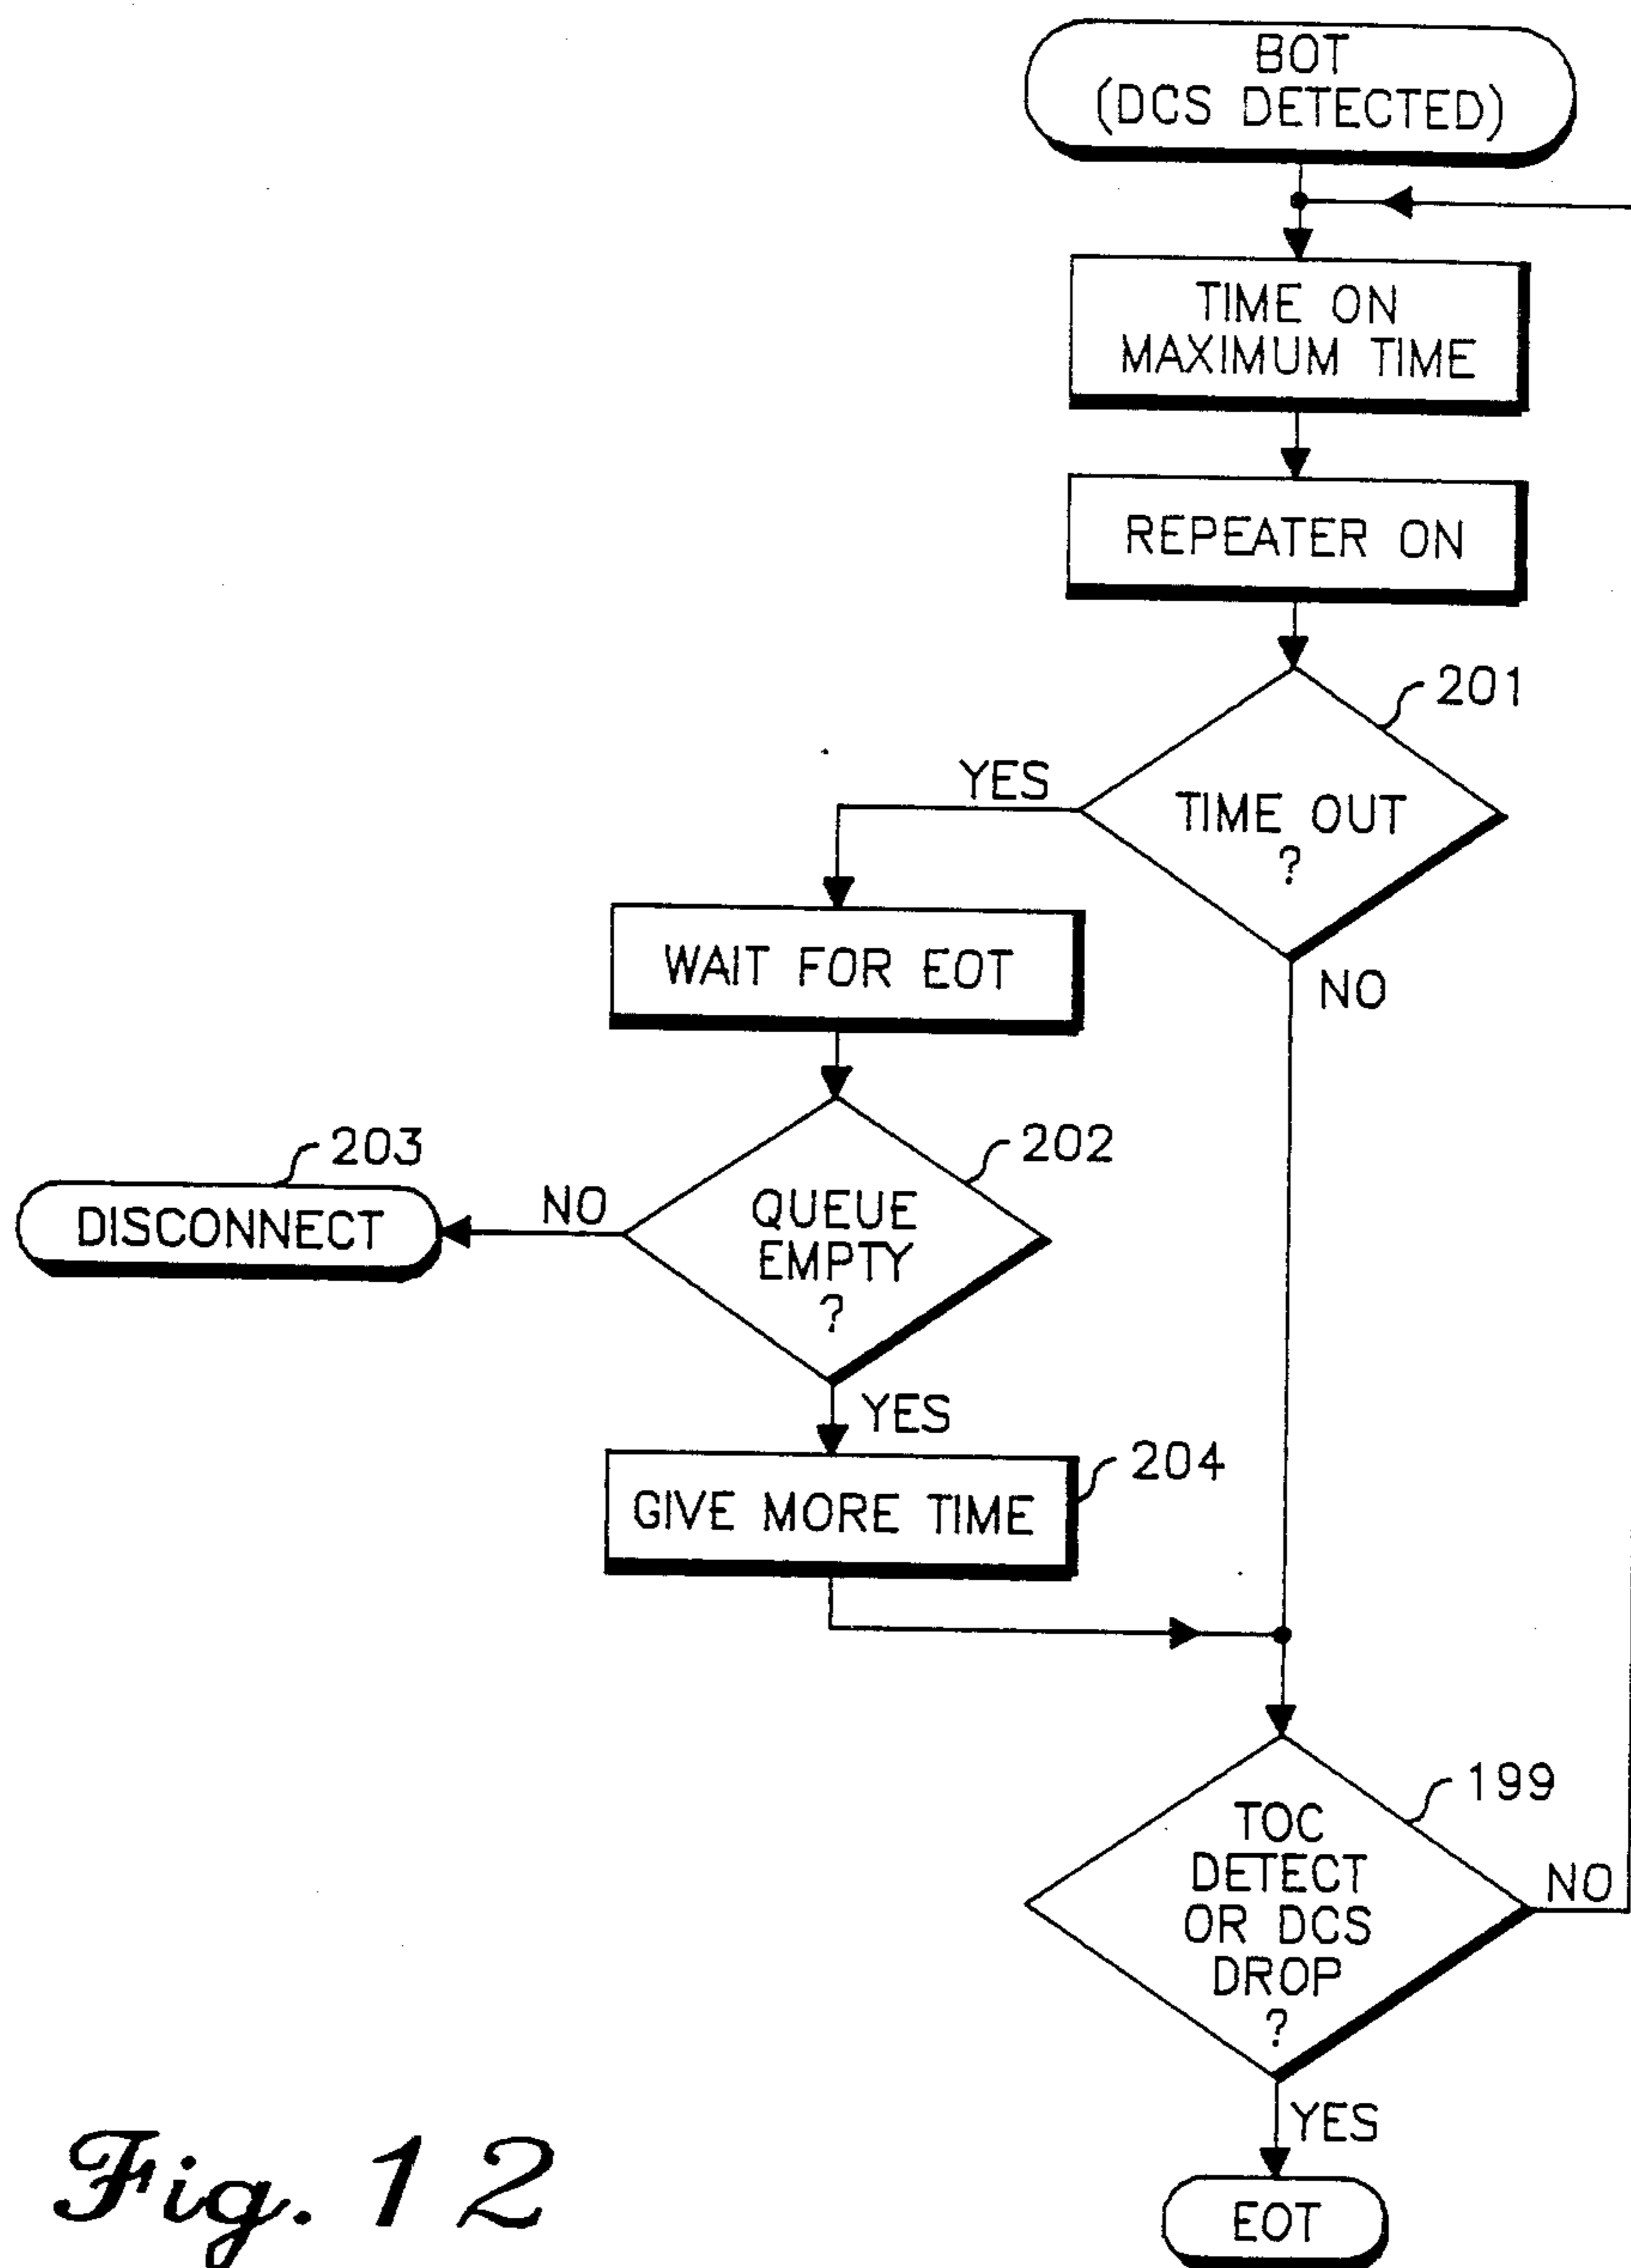 BOT
(DCS DETECTED)
TIME ON
MAXIMUM TIME
REPEATER ON
201
TIME OUT
?
YES
NO
WAIT FOR EOT
202
QUEUE
EMPTY
?
NO
203
DISCONNECT
YES
204
GIVE MORE TIME
199
TOC
DETECT
OR DCS
DROP
?
NO
YES
EOT
Fig. 12